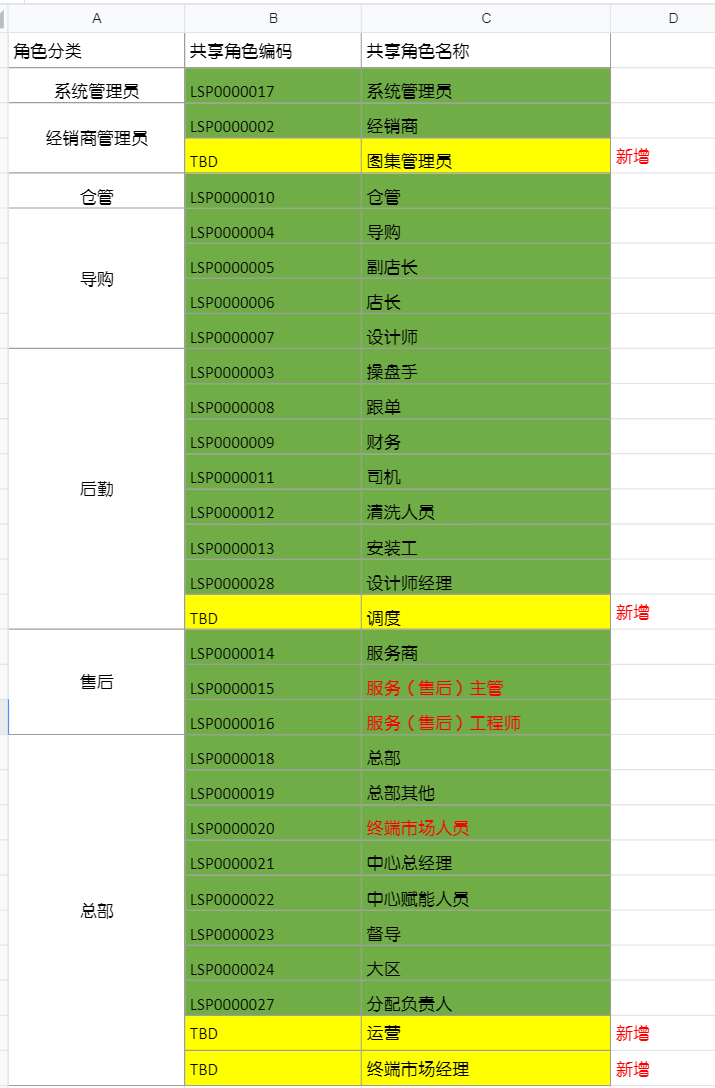 A B C D
角色分类 共享角色编码 共享角色名称
系统管理员 LSP0000017 系统管理员
经销商管理员 LSP0000002 经销商
TBD 图集管理员 新增
仓管 LSP0000010 仓管
导购 LSP0000004 导购
LSP0000005 副店长
LSP0000006 店长
LSP0000007 设计师
后勤 LSP0000003 操盘手
LSP0000008 跟单
LSP0000009 财务
LSP0000011 司机
LSP0000012 清洗人员
LSP0000013 安装工
LSP0000028 设计师经理
TBD 调度 新增
售后 LSP0000014 服务商
LSP0000015 服务（售后）主管
LSP0000016 服务（售后）工程师
总部 LSP0000018 总部
LSP0000019 总部其他
LSP0000020 终端市场人员
LSP0000021 中心总经理
LSP0000022 中心赋能人员
LSP0000023 督导
LSP0000024 大区
LSP0000027 分配负责人
TBD 运营 新增
TBD 终端市场经理 新增